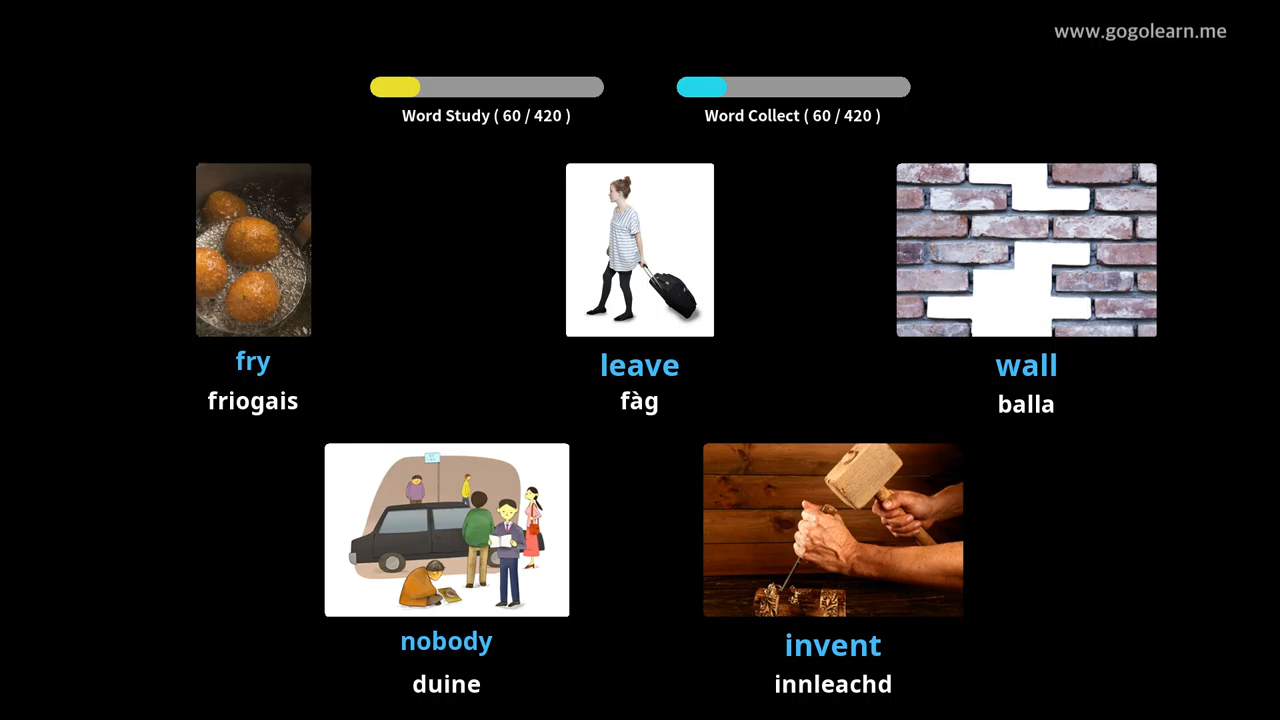 www.gogolearn.me
Word Study ( 60 / 420 )
Word Collect ( 60 / 420 )
fry
friogais
leave
fàg
wall
balla
nobody
duine
invent
innleachd